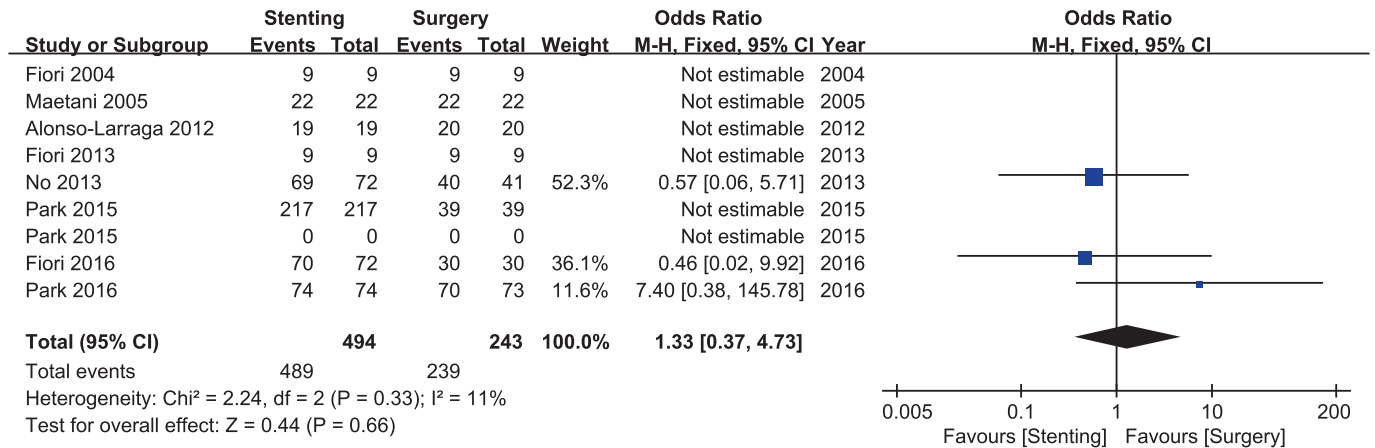 Stenting Surgery Odds Ratio Odds Ratio
Study or Subgroup Events Total Events Total Weight M-H, Fixed, 95% CI Year M-H, Fixed, 95% CI
Fiori 2004 9 9 9 9 Not estimable 2004
Maetani 2005 22 22 22 22 Not estimable 2005
Alonso-Larraga 2012 19 19 20 20 Not estimable 2012
Fiori 2013 9 9 9 9 Not estimable 2013
No 2013 69 72 40 41 52.3% 0.57 [0.06, 5.71] 2013
Park 2015 217 217 39 39 Not estimable 2015
Park 2015 0 0 0 0 Not estimable 2015
Fiori 2016 70 72 30 30 36.1% 0.46 [0.02, 9.92] 2016
Park 2016 74 74 70 73 11.6% 7.40 [0.38, 145.78] 2016
Total (95% CI) 494 243 100.0% 1.33 [0.37, 4.73]
Total events 489 239
Heterogeneity: Chi² = 2.24, df = 2 (P = 0.33); I² = 11%
Test for overall effect: Z = 0.44 (P = 0.66)
0.005 0.1 1 10 200
Favours [Stenting] Favours [Surgery]